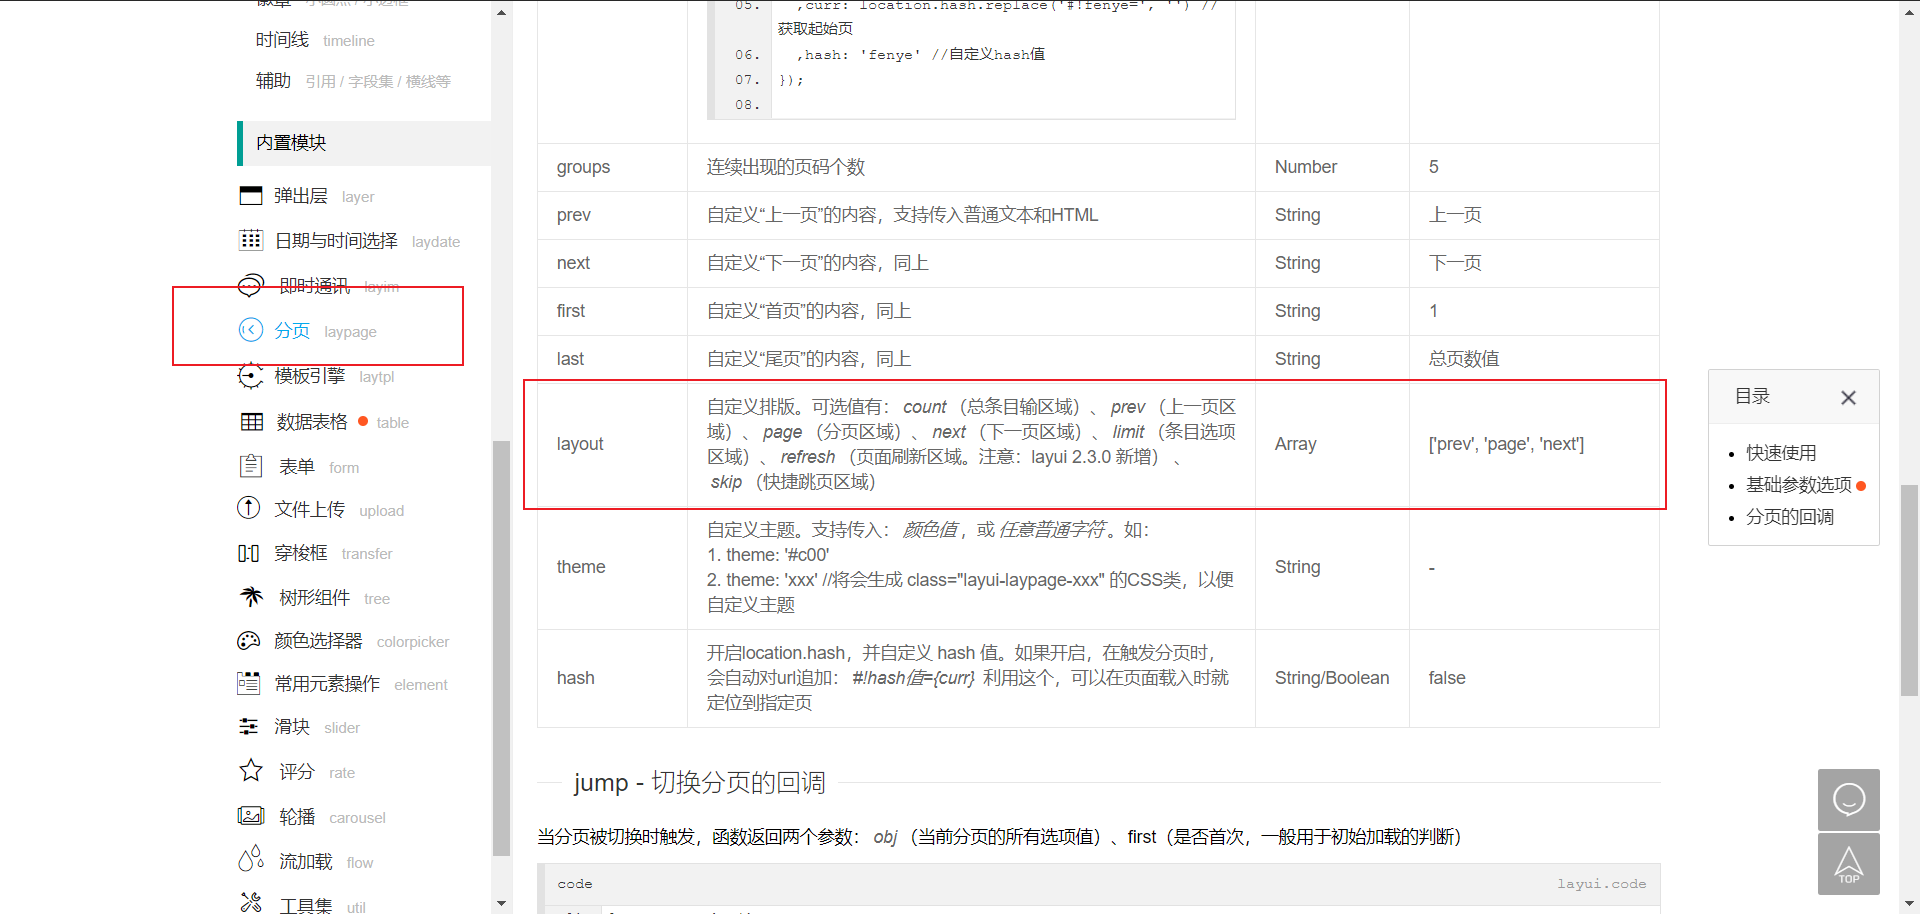 时间线 timeline
辅助 引用 / 字段集 / 横线等
内置模块
弹出层 layer
日期与时间选择 laydate
即时通讯 layim
分页 laypage
模板引擎 laytpl
数据表格 table
表单 form
文件上传 upload
穿梭框 transfer
树形组件 tree
颜色选择器 colorpicker
常用元素操作 element
滑块 slider
评分 rate
轮播 carousel
流加载 flow
工具集 util
05. ,curr: location.hash.replace('#!fenye=', '') //
获取起始页
06. ,hash: 'fenye' //自定义hash值
07. });
08.
groups 连续出现的页码个数 Number 5
prev 自定义“上一页”的内容，支持传入普通文本和HTML String 上一页
next 自定义“下一页”的内容，同上 String 下一页
first 自定义“首页”的内容，同上 String 1
last 自定义“尾页”的内容，同上 String 总页数值
layout 自定义排版。可选值有： count （总条目输区域）、 prev （上一页区
域）、 page （分页区域）、 next （下一页区域）、 limit （条目选项
区域）、 refresh （页面刷新区域。注意：layui 2.3.0 新增） 、
skip （快捷跳页区域） Array ['prev', 'page', 'next']
theme 自定义主题。支持传入： 颜色值 ，或 任意普通字符 。如：
1. theme: '#c00'
2. theme: 'xxx' //将会生成 class="layui-laypage-xxx" 的CSS类，以便
自定义主题 String -
hash 开启location.hash，并自定义 hash 值。如果开启，在触发分页时，
会自动对url追加： #!hash值={curr} 利用这个，可以在页面载入时就
定位到指定页 String/Boolean false
jump - 切换分页的回调
当分页被切换时触发，函数返回两个参数： obj （当前分页的所有选项值）、first（是否首次，一般用于初始加载的判断）
code layui.code
目录
快速使用
基础参数选项
分页的回调
TOP